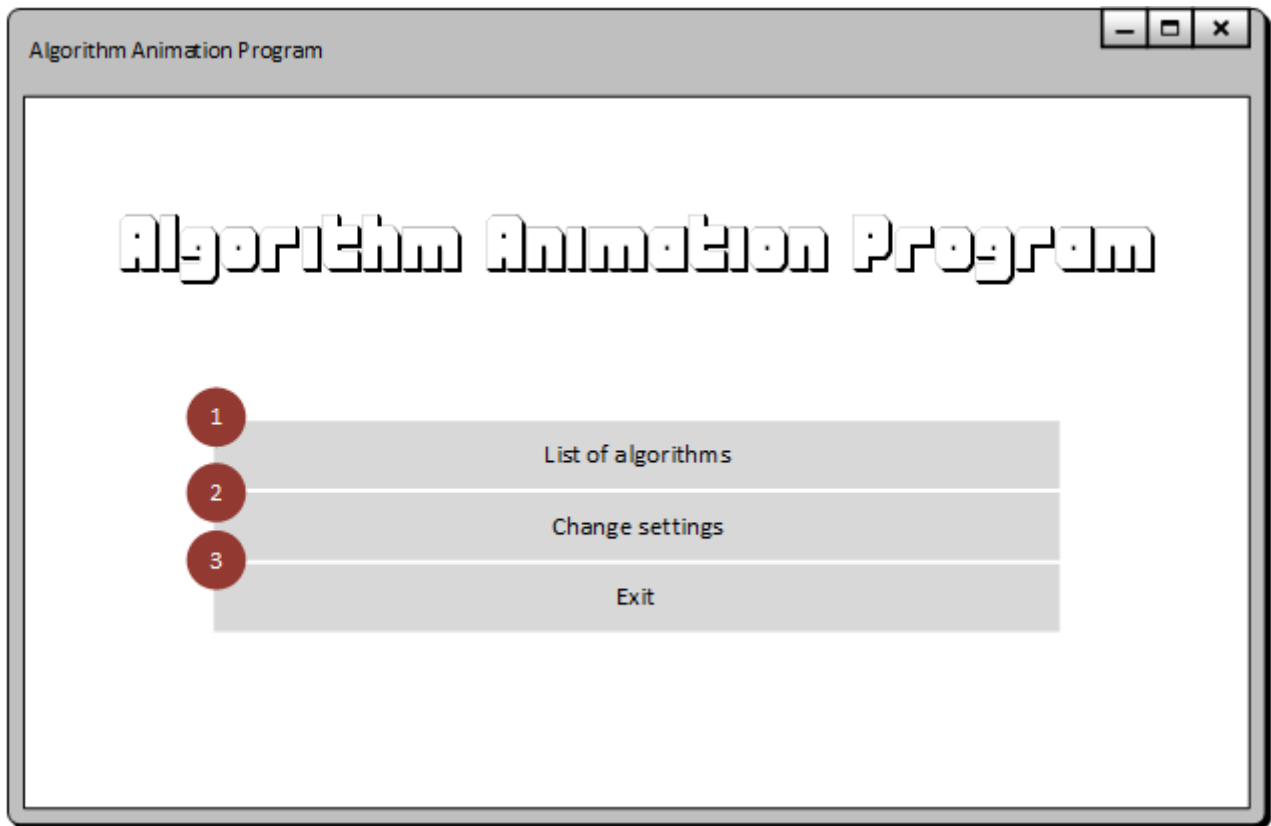 Algorithm Animation Program
Algorithm Animation Program
1
List of algorithms
2
Change settings
3
Exit